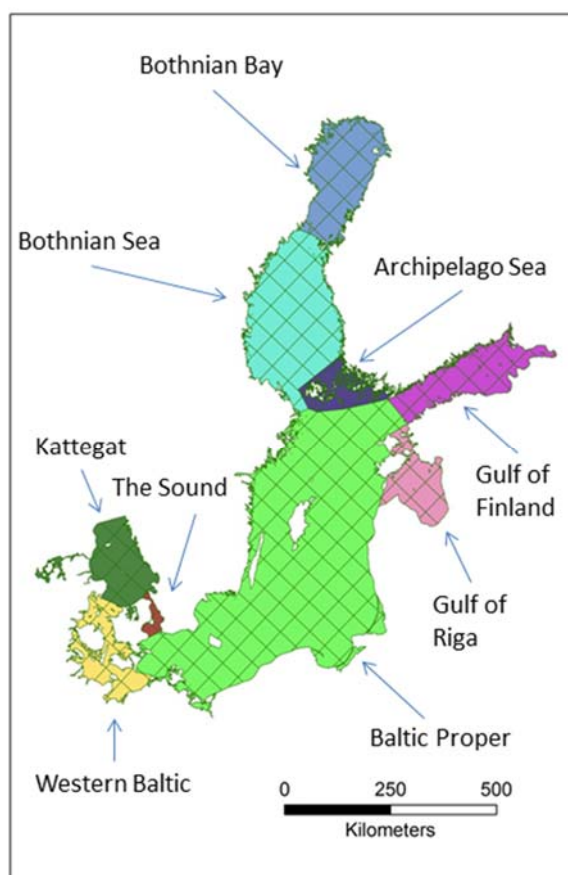 Bothnian Bay
Bothnian Sea
Archipelago Sea
Kattegat
The Sound
Gulf of
Finland
Gulf of
Riga
Baltic Proper
Western Baltic
0 250 500
Kilometers